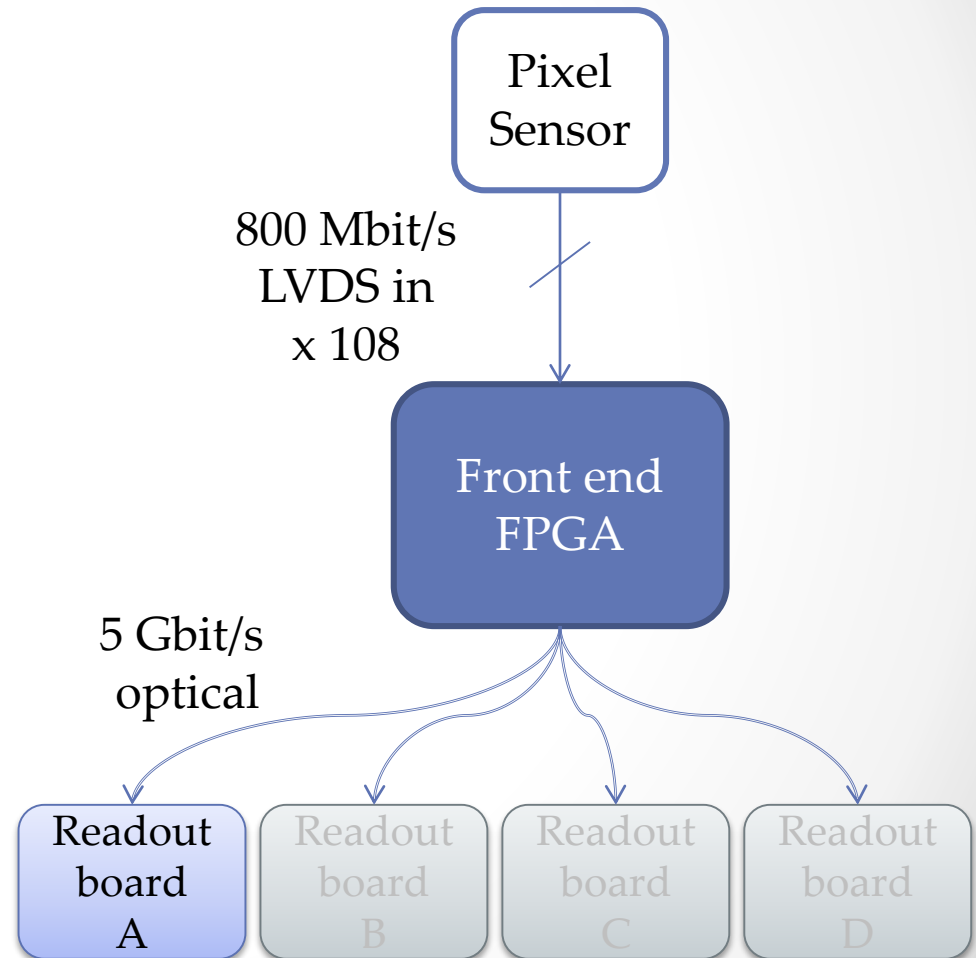 Pixel
Sensor
800 Mbit/s
LVDS in
x 108
Front end
FPGA
5 Gbit/s
optical
Readout
board
A
Readout
board
B
Readout
board
C
Readout
board
D